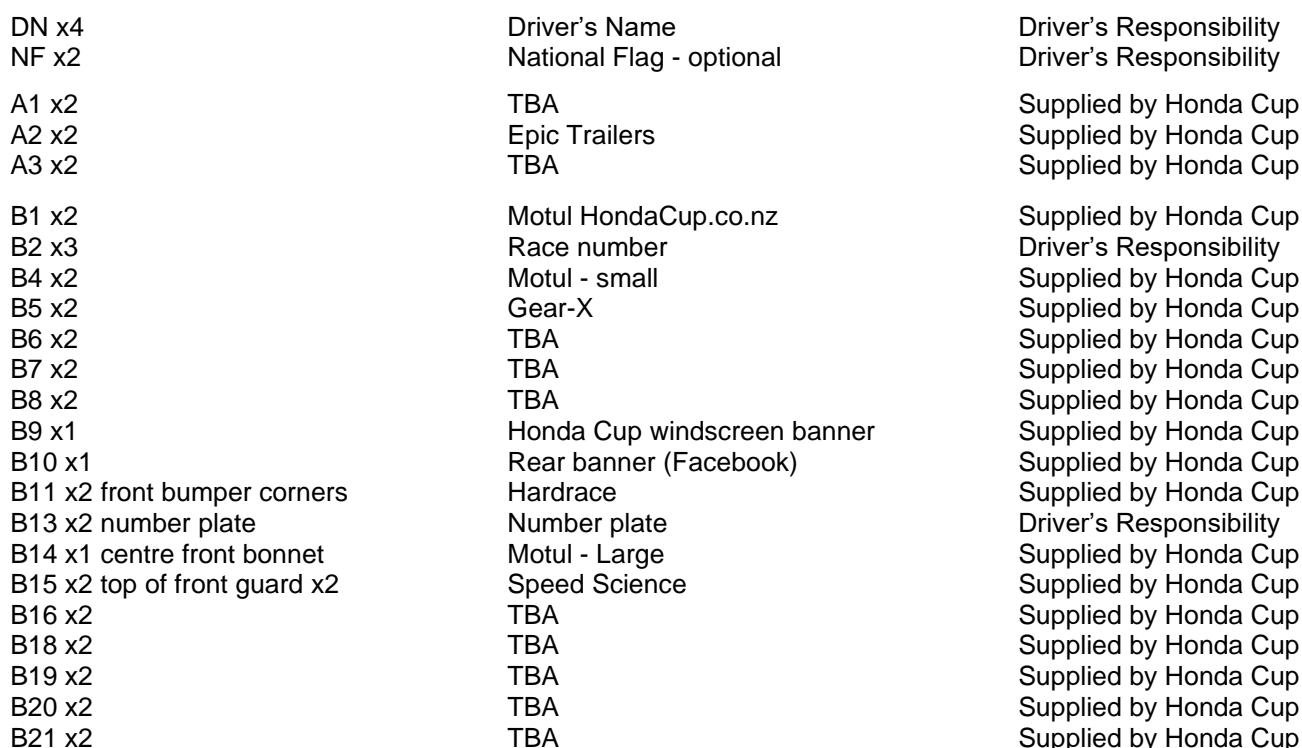 DN x4 Driver’s Name Driver’s Responsibility
NF x2 National Flag - optional Driver’s Responsibility
A1 x2 TBA Supplied by Honda Cup
A2 x2 Epic Trailers Supplied by Honda Cup
A3 x2 TBA Supplied by Honda Cup
B1 x2 Motul HondaCup.co.nz Supplied by Honda Cup
B2 x3 Race number Driver’s Responsibility
B4 x2 Motul - small Supplied by Honda Cup
B5 x2 Gear-X Supplied by Honda Cup
B6 x2 TBA Supplied by Honda Cup
B7 x2 TBA Supplied by Honda Cup
B8 x2 TBA Supplied by Honda Cup
B9 x1 Honda Cup windscreen banner Supplied by Honda Cup
B10 x1 Rear banner (Facebook) Supplied by Honda Cup
B11 x2 front bumper corners Hardrace Supplied by Honda Cup
B13 x2 number plate Number plate Driver’s Responsibility
B14 x1 centre front bonnet Motul - Large Supplied by Honda Cup
B15 x2 top of front guard x2 Speed Science Supplied by Honda Cup
B16 x2 TBA Supplied by Honda Cup
B18 x2 TBA Supplied by Honda Cup
B19 x2 TBA Supplied by Honda Cup
B20 x2 TBA Supplied by Honda Cup
B21 x2 TBA Supplied by Honda Cup